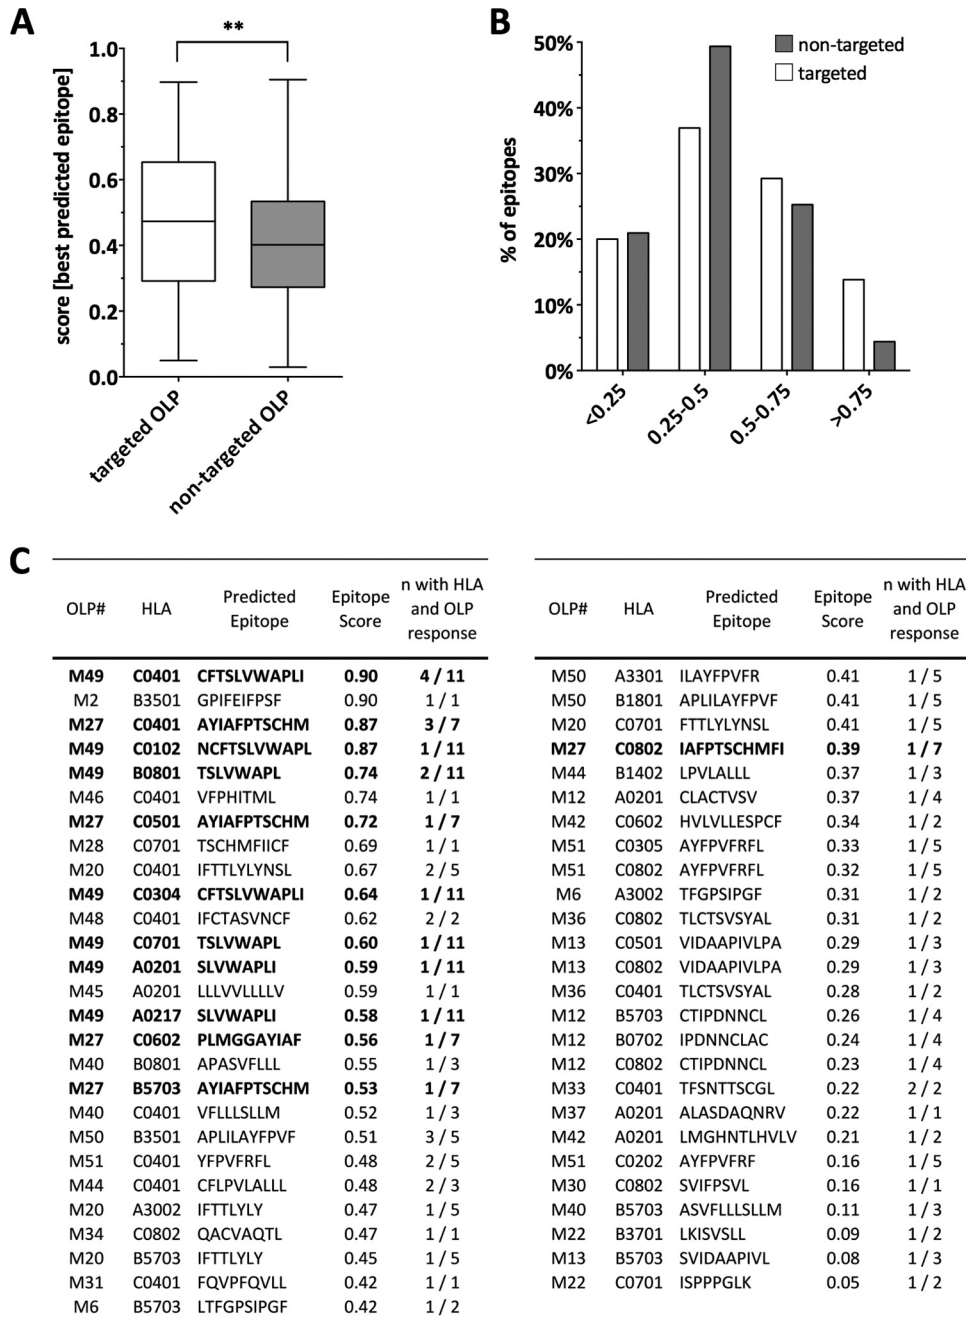 A
**
1.0
0.8
0.6
0.4
0.2
0.0
score [best predicted epitope]
targeted OLP
non-targeted OLP
B
50%
40%
30%
20%
10%
0%
% of epitopes
non-targeted
targeted
<0.25
0.25-0.5
0.5-0.75
>0.75
C
OLP# HLA Predicted Epitope Epitope Score n with HLA and OLP response
M49 C0401 CFTSLVWAPLI 0.90 4 / 11
M2 B3501 GPIFEIFPSF 0.90 1 / 1
M27 C0401 AYIAFPTSCHM 0.87 3 / 7
M49 C0102 NCFTSLVWAPL 0.87 1 / 11
M49 B0801 TSLVWAPL 0.74 2 / 11
M46 C0401 VFPHITML 0.74 1 / 1
M27 C0501 AYIAFPTSCHM 0.72 1 / 7
M28 C0701 TSCHMFIICF 0.69 1 / 1
M20 C0401 IFTTLYLYNSL 0.67 2 / 5
M49 C0304 CFTSLVWAPLI 0.64 1 / 11
M48 C0401 IFCTASVNCF 0.62 2 / 2
M49 C0701 TSLVWAPL 0.60 1 / 11
M49 A0201 SLVWAPLI 0.59 1 / 11
M45 A0201 LLLVVLLLLV 0.59 1 / 1
M49 A0217 SLVWAPLI 0.58 1 / 11
M27 C0602 PLMGGAYIAF 0.56 1 / 7
M40 B0801 APASVFLLL 0.55 1 / 3
M27 B5703 AYIAFPTSCHM 0.53 1 / 7
M40 C0401 VFLLLSLLM 0.52 1 / 3
M50 B3501 APLILAYFPVF 0.51 3 / 5
M51 C0401 YFPVFRFL 0.48 2 / 5
M44 C0401 CFLPVLALLL 0.48 2 / 3
M20 A3002 IFTTLYLY 0.47 1 / 5
M34 C0802 QACVAQTL 0.47 1 / 1
M20 B5703 IFTTLYLY 0.45 1 / 5
M31 C0401 FQVPFQVLL 0.42 1 / 1
M6 B5703 LTFGPSIPGF 0.42 1 / 2
OLP# HLA Predicted Epitope Epitope Score n with HLA and OLP response
M50 A3301 ILAYFPVFR 0.41 1 / 5
M50 B1801 APLILAYFPVF 0.41 1 / 5
M20 C0701 FTTLYLYNSL 0.41 1 / 5
M27 C0802 IAFPTSCHMFI 0.39 1 / 7
M44 B1402 LPVLALLL 0.37 1 / 3
M12 A0201 CLACTVSV 0.37 1 / 4
M42 C0602 HVLVLLESPCF 0.34 1 / 2
M51 C0305 AYFPVFRFL 0.33 1 / 5
M51 C0802 AYFPVFRFL 0.32 1 / 5
M6 A3002 TFGPSIPGF 0.31 1 / 2
M36 C0802 TLCTSVSYAL 0.31 1 / 2
M13 C0501 VIDAAPIVLPA 0.29 1 / 3
M13 C0802 VIDAAPIVLPA 0.29 1 / 3
M36 C0401 TLCTSVSYAL 0.28 1 / 2
M12 B5703 CTIPDNNCL 0.26 1 / 4
M12 B0702 IPDNNCLAC 0.24 1 / 4
M12 C0802 CTIPDNNCL 0.23 1 / 4
M33 C0401 TFSNTTSCGL 0.22 2 / 2
M37 A0201 ALASDAQNRV 0.22 1 / 1
M42 A0201 LMGHNTLHVLV 0.21 1 / 2
M51 C0202 AYFPVFRF 0.16 1 / 5
M30 C0802 SVIFPSVL 0.16 1 / 1
M40 B5703 ASVFLLLSLLM 0.11 1 / 3
M22 B3701 LKISVSLL 0.09 1 / 2
M13 B5703 SVIDAAPIVL 0.08 1 / 3
M22 C0701 ISPPPGLK 0.05 1 / 2